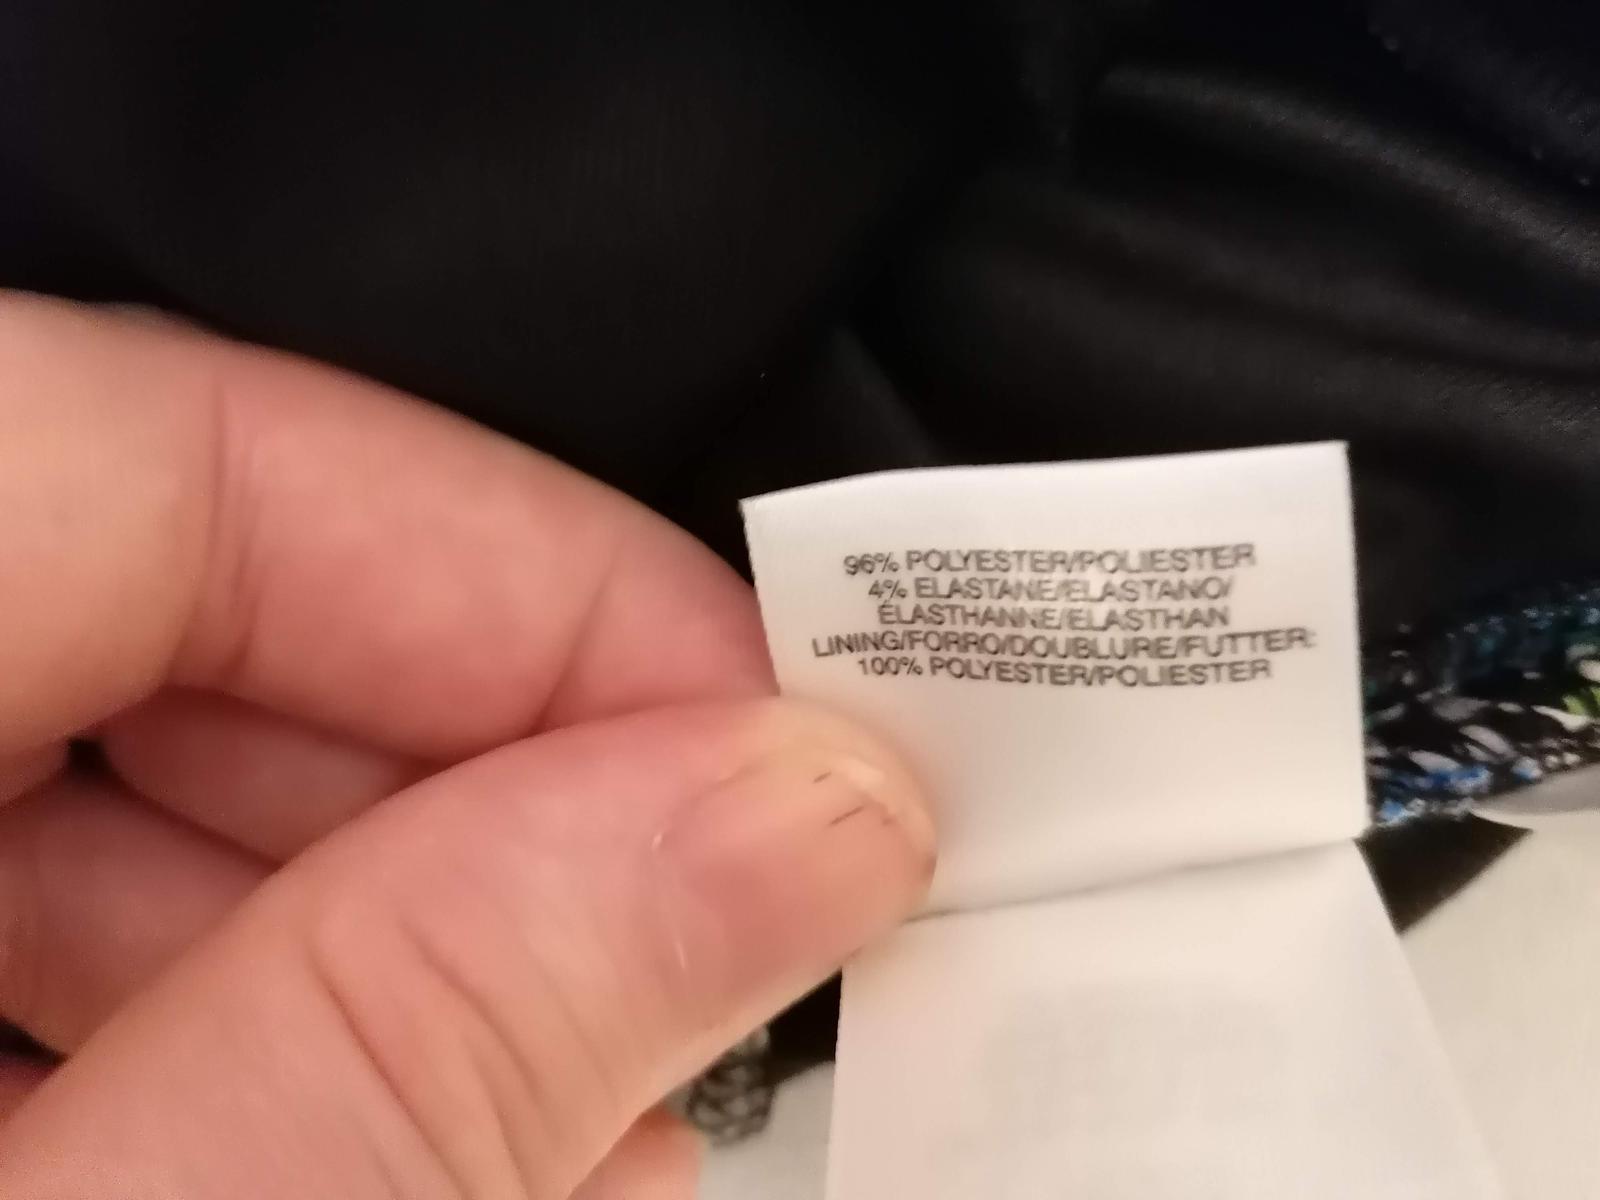 96% POLYESTER/POLIESTER
4% ELASTANE/ELASTANO/
ÉLASTHANNE/ELASTHAN
LINING/FORRO/DOUBLURE/FUTTER:
100% POLYESTER/POLIESTER